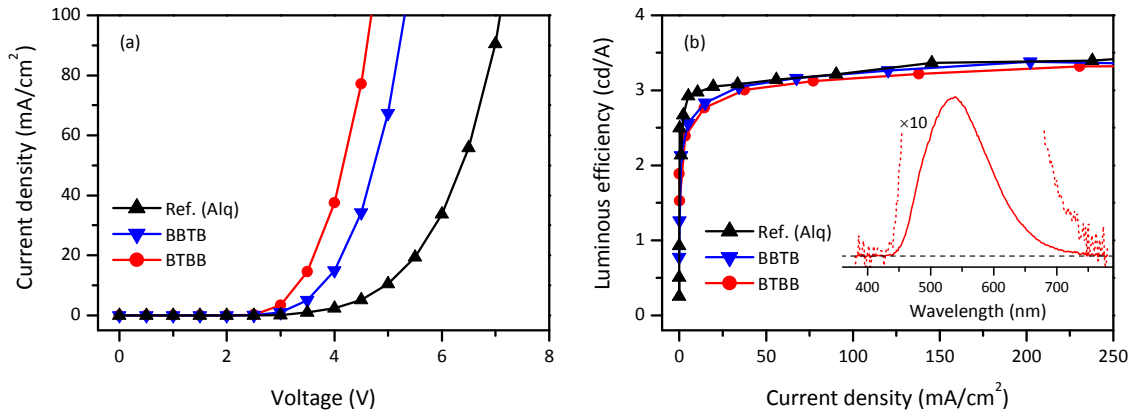 (a)
Current density (mA/cm²)
100
80
60
40
20
0
Ref. (Alq)
BBTB
BTBB
0
2
4
6
8
Voltage (V)
(b)
Luminous efficiency (cd/A)
4
3
2
1
0
Ref. (Alq)
BBTB
BTBB
×10
400
500
600
700
Wavelength (nm)
0
50
100
150
200
250
Current density (mA/cm²)